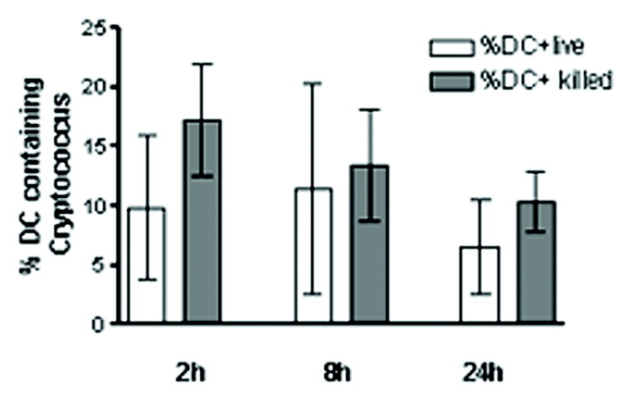 25
20
15
10
5
0
% DC containing
Cryptococcus
%DC+live
%DC+ killed
2h
8h
24h